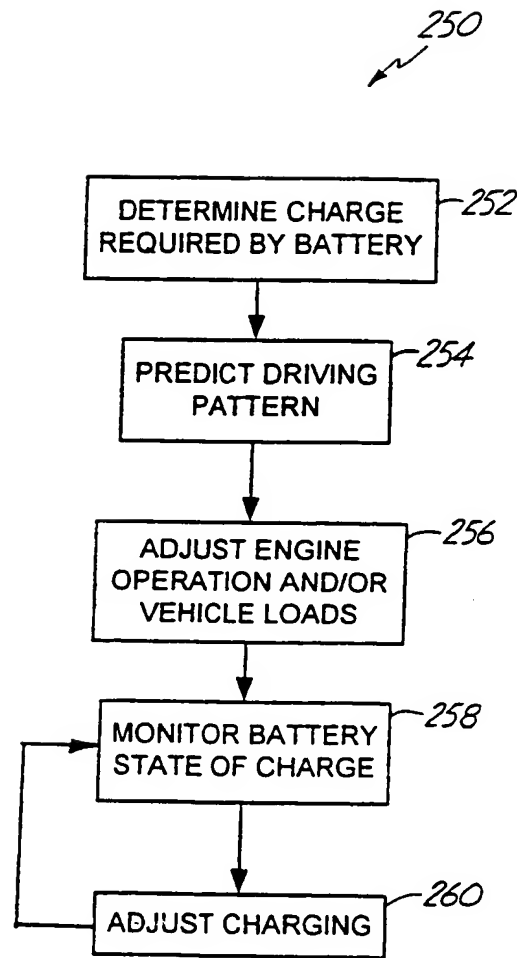 250
DETERMINE CHARGE
REQUIRED BY BATTERY
252
PREDICT DRIVING
PATTERN
254
ADJUST ENGINE
OPERATION AND/OR
VEHICLE LOADS
256
MONITOR BATTERY
STATE OF CHARGE
258
ADJUST CHARGING
260